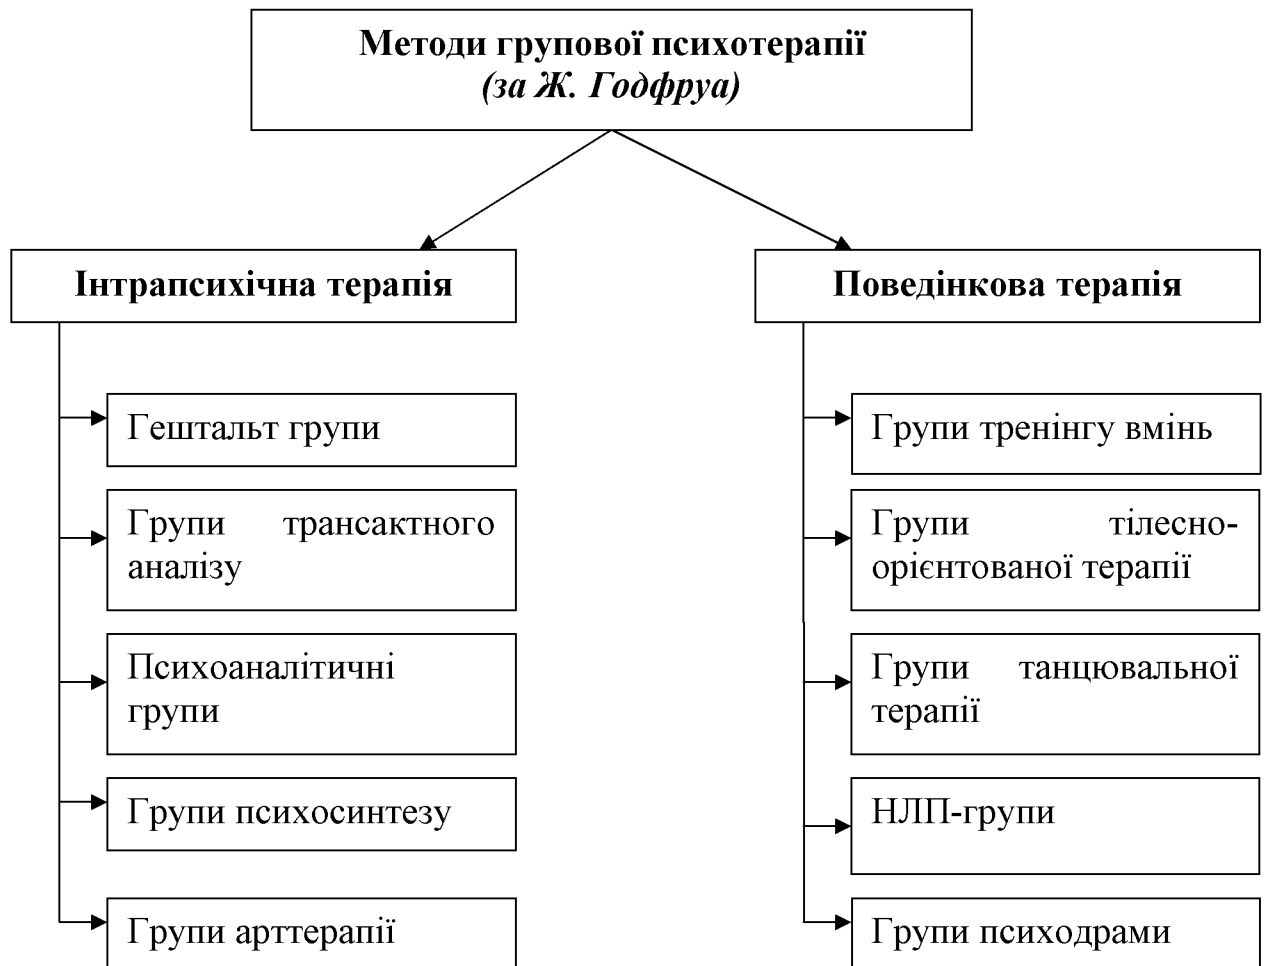 Методи групової психотерапії
(за Ж. Годфруа)
Інтрапсихічна терапія
Гештальт групи
Групи трансактного
аналізу
Психоаналітичні
групи
Групи психосинтезу
Групи арттерапії
Поведінкова терапія
Групи тренінгу вмінь
Групи тілесно-
орієнтованої терапії
Групи танцювальної
терапії
НЛП-групи
Групи психодрами